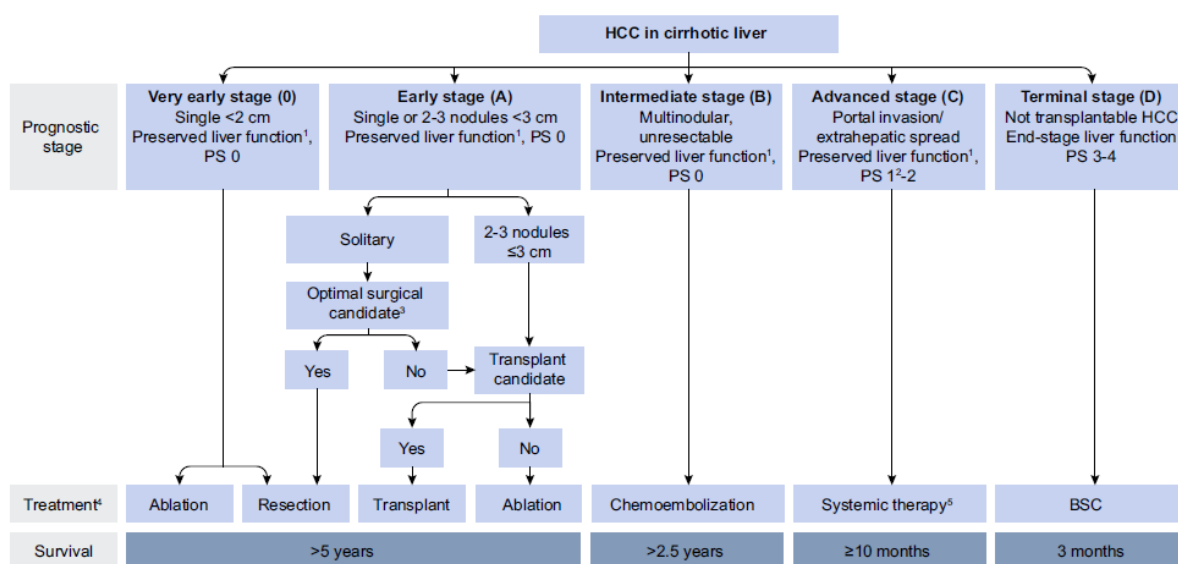 HCC in cirrhotic liver
Prognostic
stage
Very early stage (0)
Single <2 cm
Preserved liver function¹,
PS 0
Early stage (A)
Single or 2-3 nodules <3 cm
Preserved liver function¹, PS 0
Intermediate stage (B)
Multinodular,
unresectable
Preserved liver function¹,
PS 0
Advanced stage (C)
Portal invasion/
extrahepatic spread
Preserved liver function¹,
PS 1²-2
Terminal stage (D)
Not transplantable HCC
End-stage liver function
PS 3-4
Solitary
2-3 nodules
≤3 cm
Optimal surgical
candidate³
Yes
No
Transplant
candidate
Yes
No
Treatment⁴
Ablation
Resection
Transplant
Ablation
Chemoembolization
Systemic therapy⁵
BSC
Survival
>5 years
>2.5 years
≥10 months
3 months